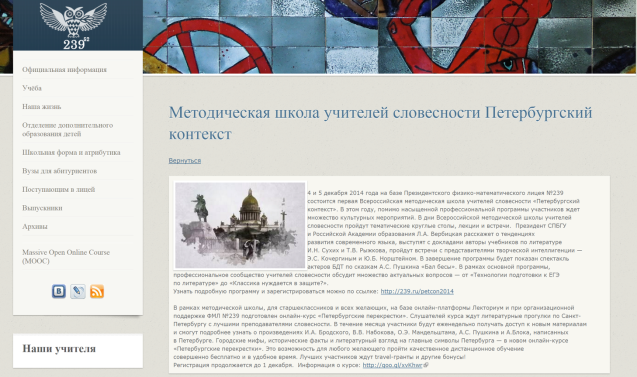 239
Официальная информация
Учёба
Наша жизнь
Отделение дополнительного
образования детей
Школьная форма и атрибутика
Вузы для абитуриентов
Поступающим в лицей
Выпускники
Архивы
Massive Open Online Course
(MOOC)
Наши учителя
Методическая школа учителей словесности Петербургский
контекст
Вернуться
4 и 5 декабря 2014 года на базе Президентского физико-математического лицея №239
состоится первая Всероссийская методическая школа учителей словесности «Петербургский
контекст». В этом году, помимо насыщенной профессиональной программы участников ждет
множество культурных мероприятий. В дни Всероссийской методической школы учителей
словесности пройдут тематические круглые столы, лекции и встречи. Президент СПБГУ
и Российской Академии образования Л.А. Вербицкая расскажет о тенденциях
развития современного языка, выступят с докладами авторы учебников по литературе
И.Н. Сухих и Т.В. Рыжкова, пройдут встречи с представителями творческой интеллигенции —
Э.С. Кочергиным и Ю.Б. Норштейном. В завершение программы будет показан спектакль
актеров БДТ по сказкам А.С. Пушкина «Бал бесы». В рамках основной программы,
профессиональное сообщество учителей словесности обсудит множество актуальных вопросов — от «Технологии подготовки к ЕГЭ
по литературе» до «Классика нуждается в защите?».
Узнать подробную программу и зарегистрироваться можно по ссылке: http://239.ru/petcon2014
В рамках методической школы, для старшеклассников и всех желающих, на базе онлайн-платформы Лекториум и при организационной
поддержке ФМЛ №239 подготовлен онлайн-курс «Петербургские перекрестки». Слушателей курса ждут литературные прогулки по Санкт-
Петербургу с лучшими преподавателями словесности. В течение месяца участники будут еженедельно получать доступ к новым материалам
и смогут подробнее узнать о произведениях И.А. Бродского, В.В. Набокова, О.Э. Мандельштама, А.С. Пушкина и А.Блока, написанных
в Петербурге. Городские мифы, исторические факты и литературный взгляд на главные символы Петербурга — в новом онлайн-курсе
«Петербургские перекрестки». Это возможность для любого желающего пройти качественное дистанционное обучение
совершенно бесплатно и в удобное время. Лучших участников ждут travel-гранты и другие бонусы!
Регистрация продолжается до 1 декабря. Информация о курсе: http://goo.gl/xvKhwr